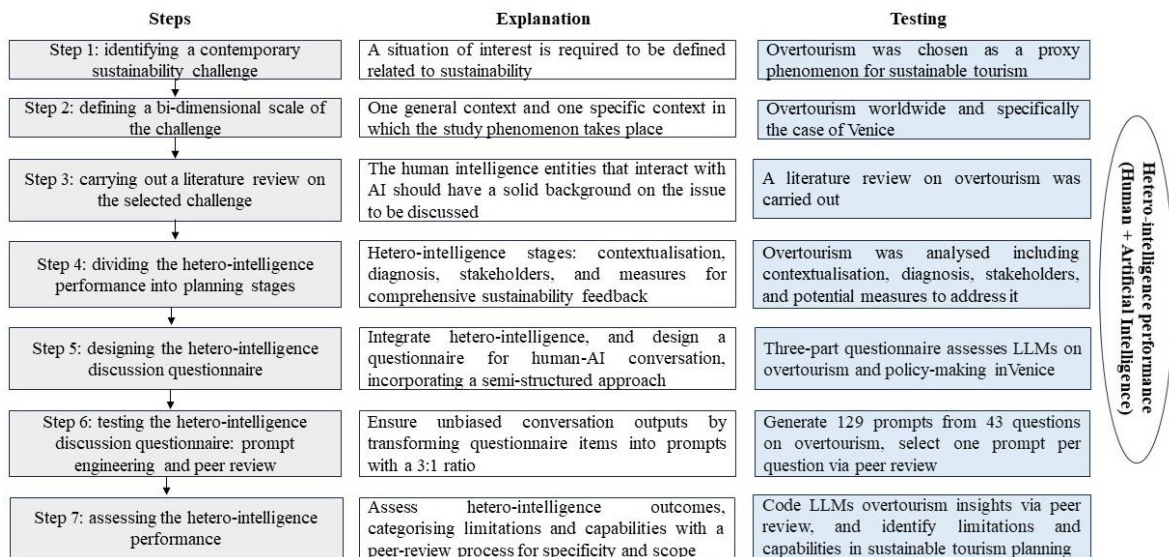 Steps
Explanation
Testing
Step 1: identifying a contemporary
sustainability challenge
A situation of interest is required to be defined
related to sustainability
Overtourism was chosen as a proxy
phenomenon for sustainable tourism
Step 2: defining a bi-dimensional scale of
the challenge
One general context and one specific context in
which the study phenomenon takes place
Overtourism worldwide and specifically
the case of Venice
Step 3: carrying out a literature review on
the selected challenge
The human intelligence entities that interact with
AI should have a solid background on the issue
to be discussed
A literature review on overtourism was
carried out
Step 4: dividing the hetero-intelligence
performance into planning stages
Hetero-intelligence stages: contextualisation,
diagnosis, stakeholders, and measures for
comprehensive sustainability feedback
Overtourism was analysed including
contextualisation, diagnosis, stakeholders,
and potential measures to address it
Step 5: designing the hetero-intelligence
discussion questionnaire
Integrate hetero-intelligence, and design a
questionnaire for human-AI conversation,
incorporating a semi-structured approach
Three-part questionnaire assesses LLMs on
overtourism and policy-making inVenice
Step 6: testing the hetero-intelligence
discussion questionnaire: prompt
engineering and peer review
Ensure unbiased conversation outputs by
transforming questionnaire items into prompts
with a 3:1 ratio
Generate 129 prompts from 43 questions
on overtourism, select one prompt per
question via peer review
Step 7: assessing the hetero-intelligence
performance
Assess hetero-intelligence outcomes,
categorising limitations and capabilities with a
peer-review process for specificity and scope
Code LLMs overtourism insights via peer
review, and identify limitations and
capabilities in sustainable tourism planning
Hetero-intelligence performance
(Human + Artificial Intelligence)